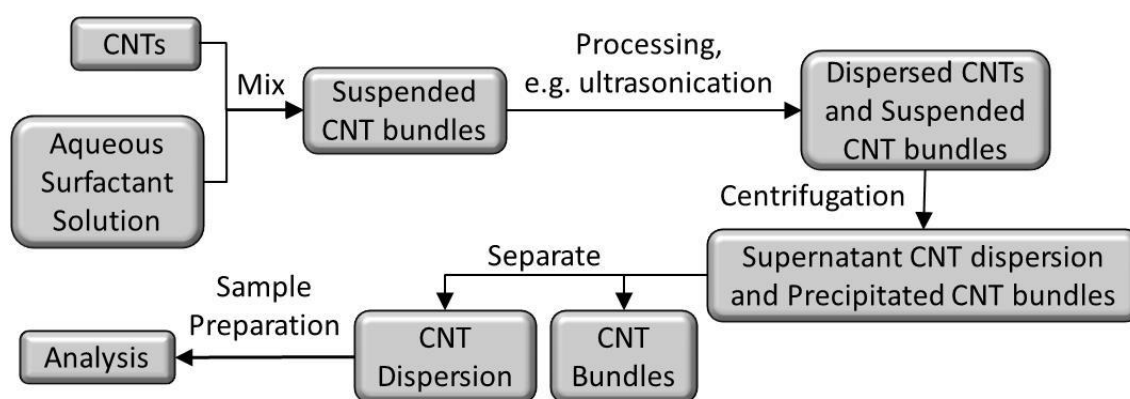 CNTs
Aqueous
Surfactant
Solution
Mix
Suspended
CNT bundles
Processing,
e.g. ultrasonication
Dispersed CNTs
and Suspended
CNT bundles
Centrifugation
Supernatant CNT dispersion
and Precipitated CNT bundles
Separate
CNT
Bundles
CNT
Dispersion
Sample
Preparation
Analysis